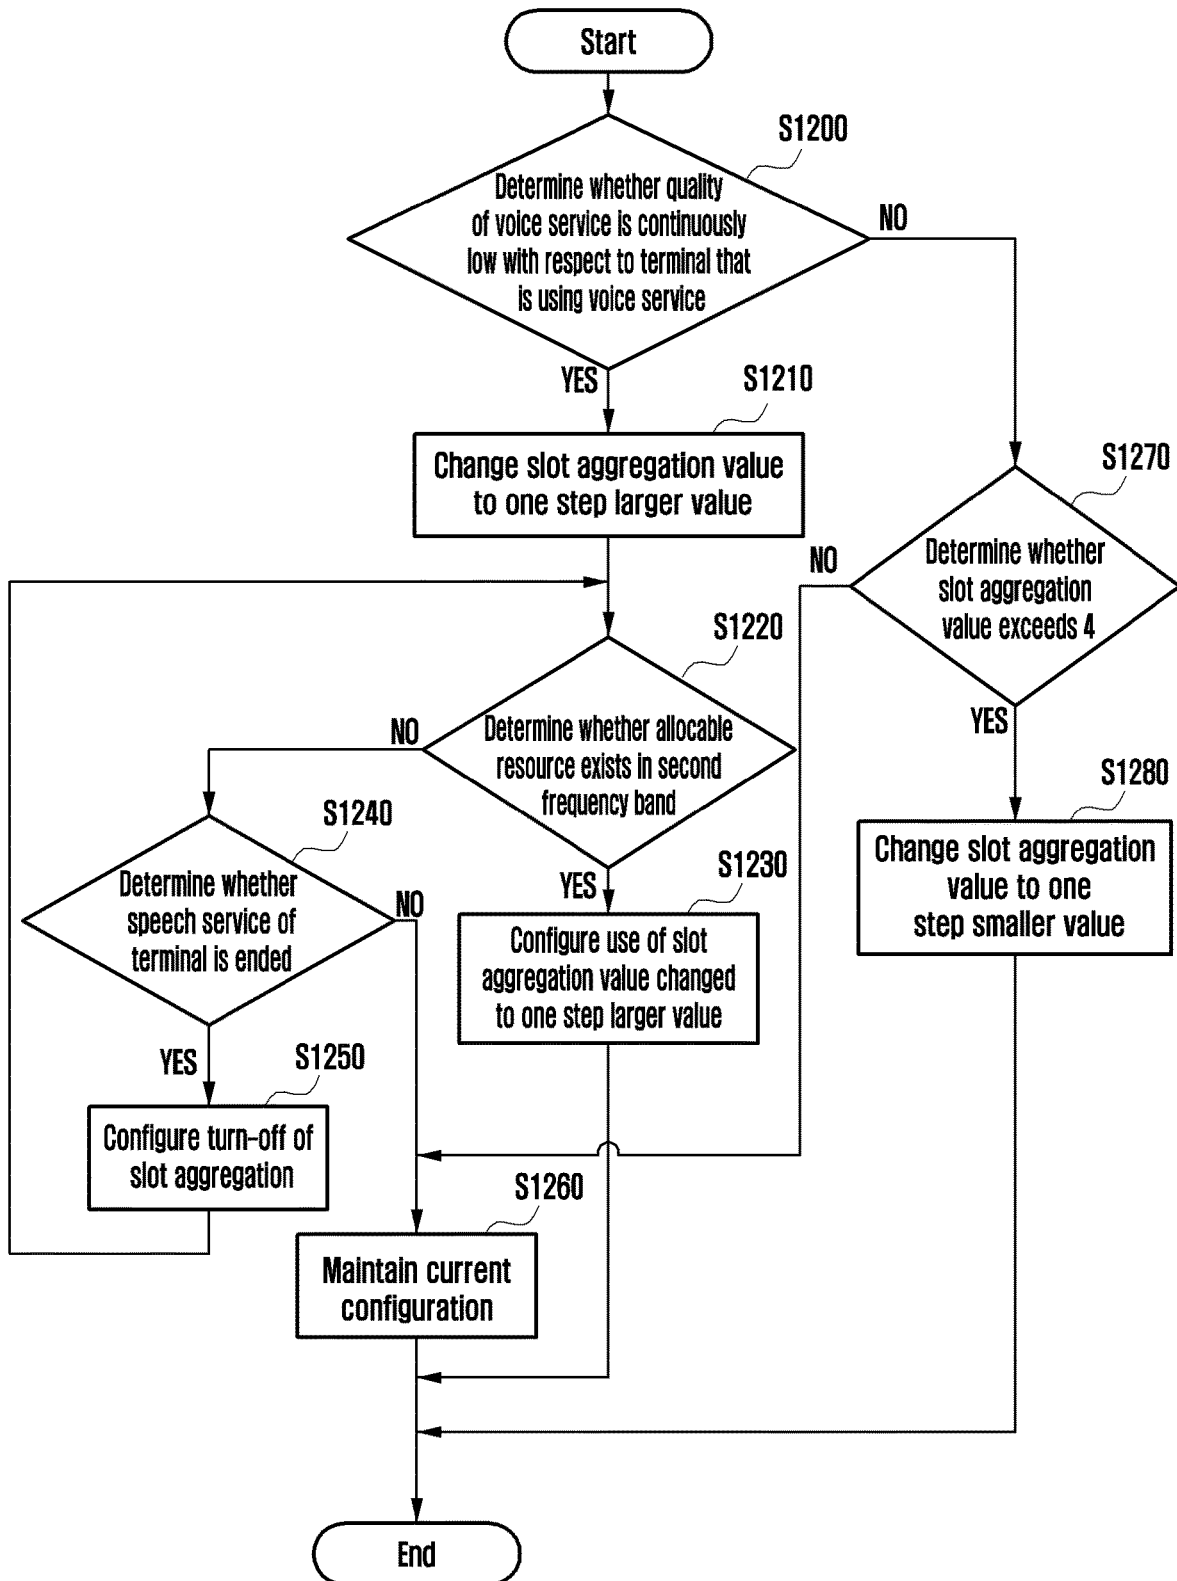 Start
S1200
Determine whether quality
of voice service is continuously
low with respect to terminal that
is using voice service
NO
YES
S1210
Change slot aggregation value
to one step larger value
S1270
Determine whether
slot aggregation
value exceeds 4
NO
YES
S1220
Determine whether allocable
resource exists in second
frequency band
NO
YES
S1280
Change slot aggregation
value to one
step smaller value
S1240
Determine whether
speech service of
terminal is ended
NO
YES
S1230
Configure use of slot
aggregation value changed
to one step larger value
S1250
Configure turn-off of
slot aggregation
S1260
Maintain current
configuration
End